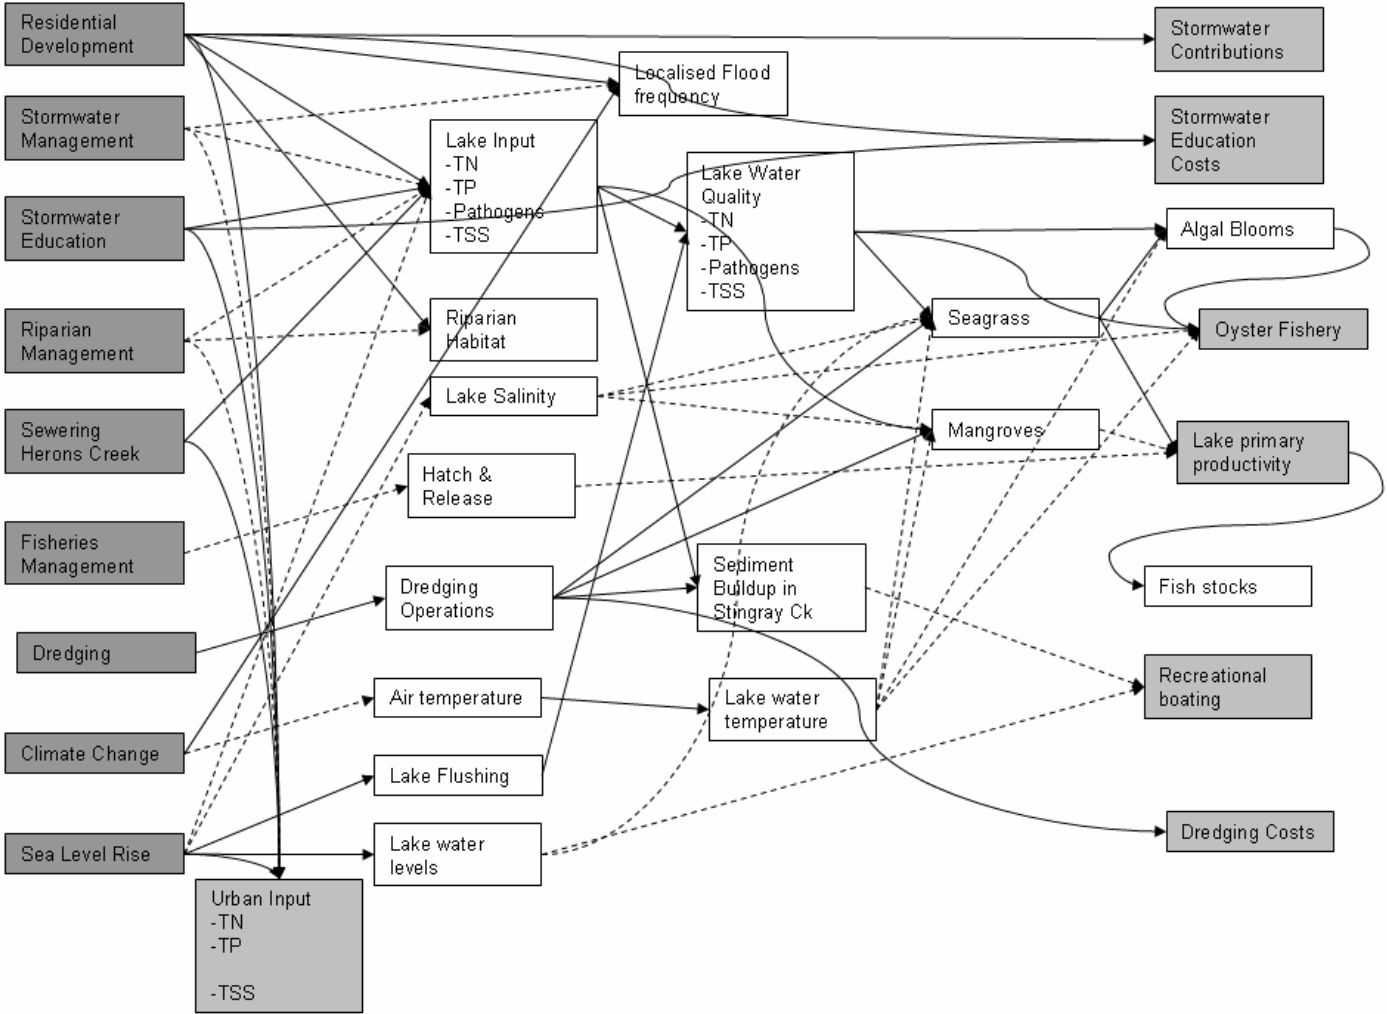 Residential
Development
Stormwater
Management
Stormwater
Education
Riparian
Management
Sewering
Herons Creek
Fisheries
Management
Dredging
Climate Change
Sea Level Rise
Urban Input
-TN
-TP
-TSS
Localised Flood
frequency
Lake Input
-TN
-TP
-Pathogens
-TSS
Riparian
Habitat
Lake Salinity
Hatch &
Release
Dredging
Operations
Air temperature
Lake Flushing
Lake water
levels
Lake Water
Quality
-TN
-TP
-Pathogens
-TSS
Sediment
Buildup in
Stingray Ck
Lake water
temperature
Seagrass
Mangroves
Stormwater
Contributions
Stormwater
Education
Costs
Algal Blooms
Oyster Fishery
Lake primary
productivity
Fish stocks
Recreational
boating
Dredging Costs